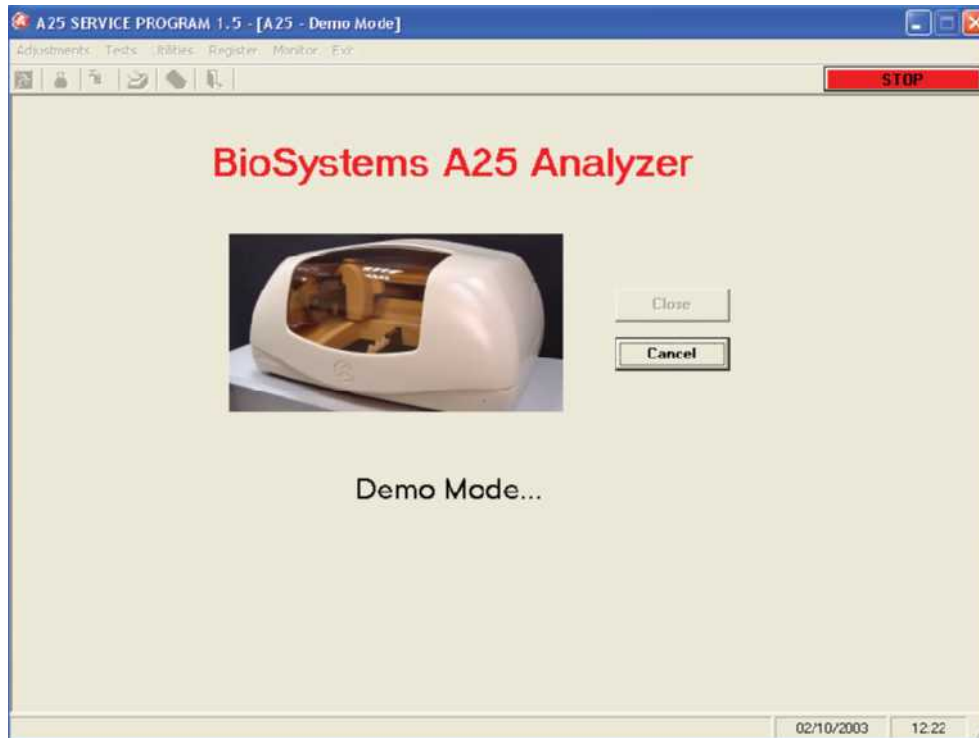 A25 SERVICE PROGRAM 1.5 - [A25 - Demo Mode]
Adjustments Tests Utilities Register Monitor Exit
STOP
BioSystems A25 Analyzer
Close
Cancel
Demo Mode...
02/10/2003 12:22